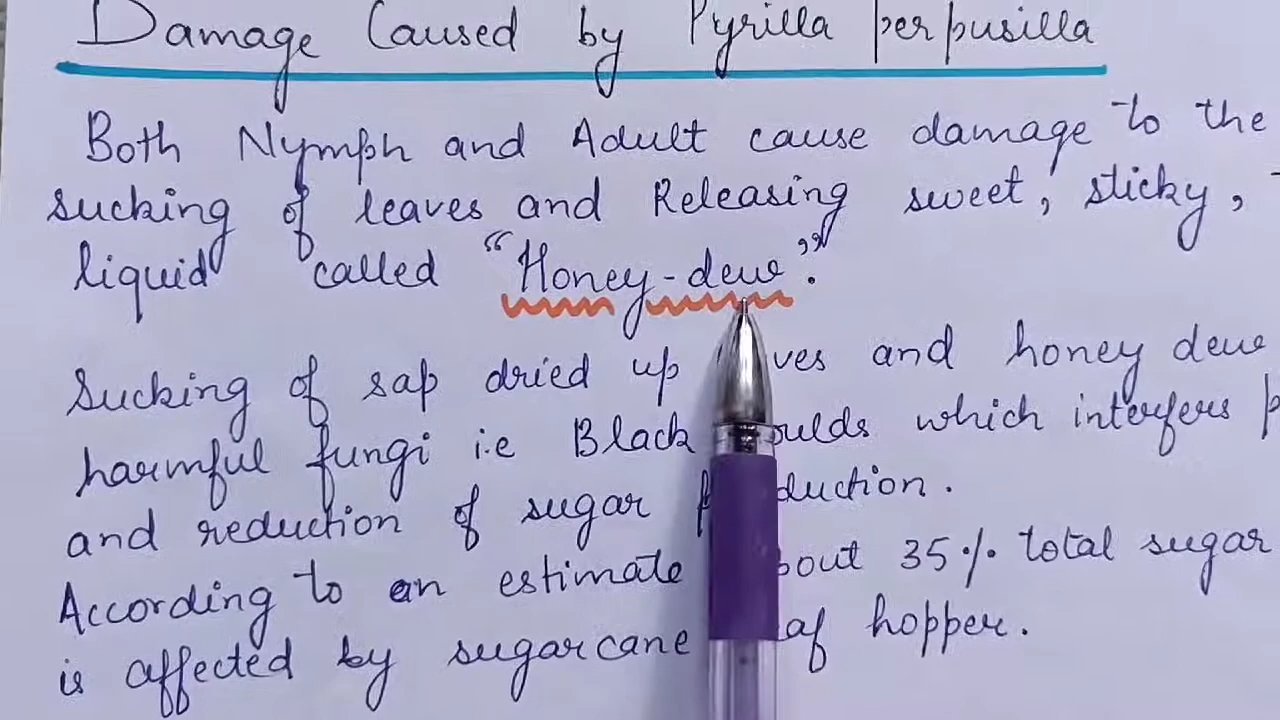 Damage Caused by Pyrilla perpusilla
Both Nymph and Adult cause damage to the
sucking of leaves and Releasing sweet, sticky,
liquid called "Honey-dew".
Sucking of sap dried up and honey dew
harmful fungi i.e Black which interfers
and reduction of sugar
According to an estimate 35% total sugar
is affected by sugarcane hopper.